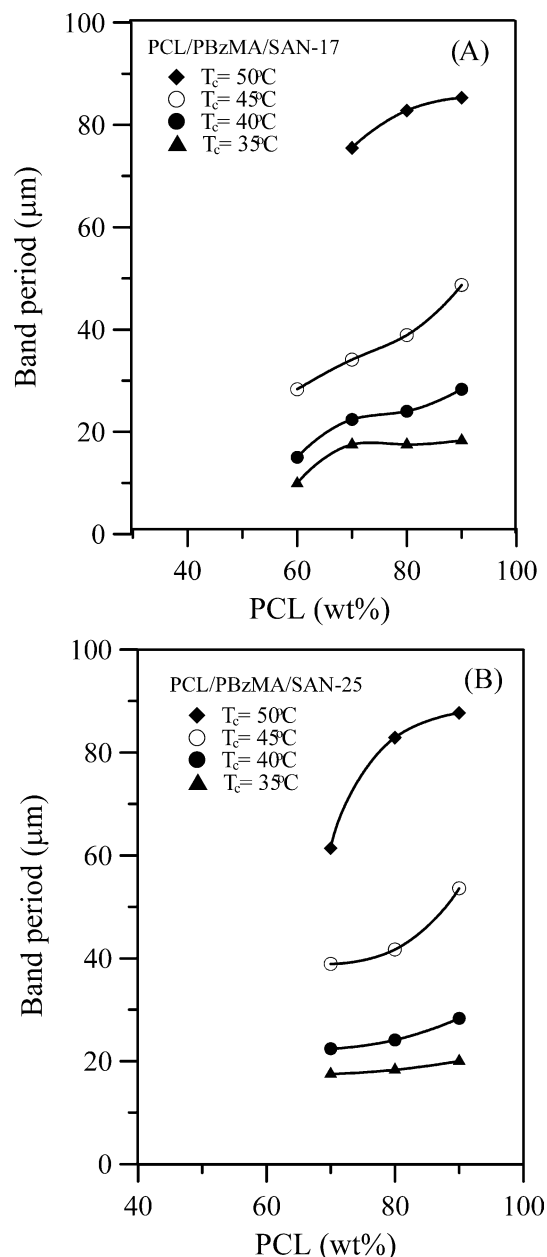 100
PCL/PBzMA/SAN-17
(A)
Tc= 50°C
Tc= 45°C
Tc= 40°C
Tc= 35°C
80
60
40
20
0
Band period (μm)
40 60 80 100
PCL (wt%)
100
PCL/PBzMA/SAN-25
(B)
Tc= 50°C
Tc= 45°C
Tc= 40°C
Tc= 35°C
80
60
40
20
0
Band period (μm)
40 60 80 100
PCL (wt%)